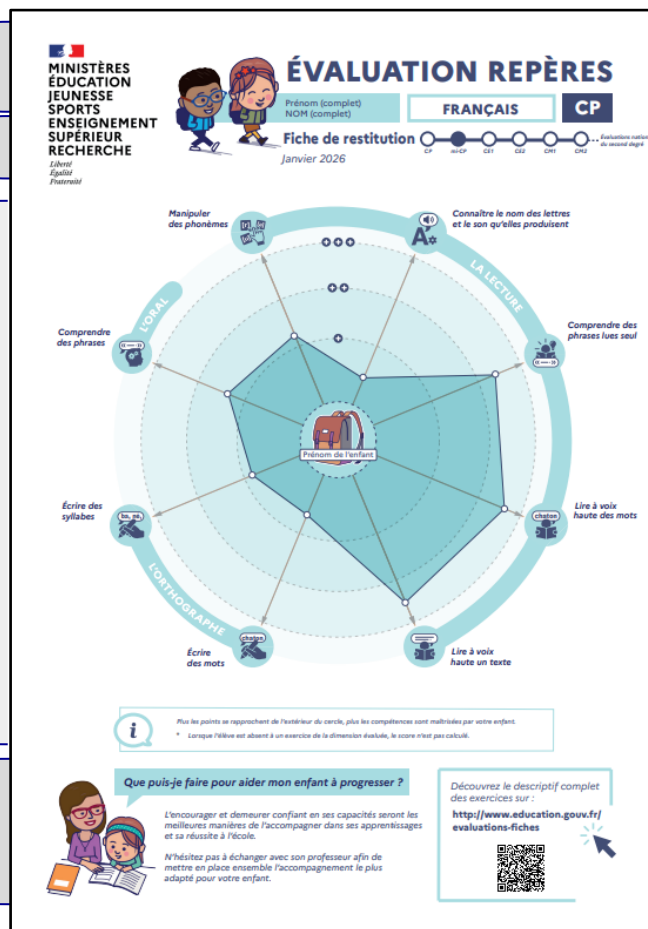 MINISTÈRES
ÉDUCATION
JEUNESSE
SPORTS
ENSEIGNEMENT
SUPÉRIEUR
RECHERCHE
Liberté
Égalité
Fraternité
ÉVALUATION REPÈRES
Prénom (complet)
NOM (complet)
FRANÇAIS
CP
Fiche de restitution
CP
mi-CP
CE1
CE2
CM1
CM2
Évaluations nationales
du second degré
Janvier 2026
Manipuler
des phonèmes
Connaître le nom des lettres
et le son qu'elles produisent
L'ORAL
LA LECTURE
Comprendre
des phrases
Comprendre des
phrases lues seul
Prénom de l'enfant
Écrire des
syllabes
ba, né,
Lire à voix
haute des mots
chaton
L'ORTHOGRAPHE
Écrire
des mots
chaton
Lire à voix
haute un texte
i
Plus les points se rapprochent de l'extérieur du cercle, plus les compétences sont maîtrisées par votre enfant.
* Lorsque l'élève est absent à un exercice de la dimension évaluée, le score n'est pas calculé.
Que puis-je faire pour aider mon enfant à progresser ?
L'encourager et demeurer confiant en ses capacités seront les
meilleures manières de l'accompagner dans ses apprentissages
et sa réussite à l'école.
N'hésitez pas à échanger avec son professeur afin de
mettre en place ensemble l'accompagnement le plus
adapté pour votre enfant.
Découvrez le descriptif complet
des exercices sur :
http://www.education.gouv.fr/
evaluations-fiches